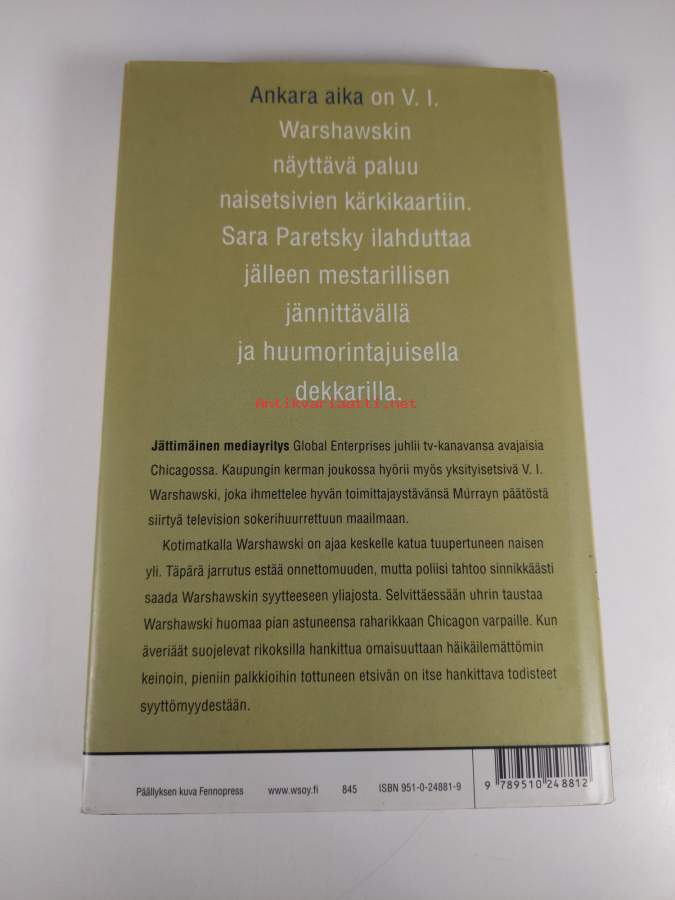 Ankara aika on V. I.
Warshawskin
näyttävä paluu
naisetsivien kärkikaartiin.
Sara Paretsky ilahduttaa
jälleen mestarillisen
jännittävällä
ja huumorintajuisella
dekkarilla.
Antikvariaatti.net
Jättimäinen mediayritys Global Enterprises juhlii tv-kanavansa avajaisia
Chicagossa. Kaupungin kerman joukossa hyörii myös yksityisetsivä V. I.
Warshawski, joka ihmettelee hyvän toimittajaystävänsä Murrayn päätöstä
siirtyä television sokerihuurrettuun maailmaan.
Kotimatkalla Warshawski on ajaa keskelle katua tuupertuneen naisen
yli. Täpärä jarrutus estää onnettomuuden, mutta poliisi tahtoo sinnikkäästi
saada Warshawskin syytteeseen yliajosta. Selvittäessään uhrin taustaa
Warshawski huomaa pian astuneensa raharikkaan Chicagon varpaille. Kun
äveriäät suojelevat rikoksilla hankittua omaisuuttaan häikäilemättömin
keinoin, pieniin palkkioihin tottuneen etsivän on itse hankittava todisteet
syyttömyydestään.
Päällyksen kuva Fennopress www.wsoy.fi 845 ISBN 951-0-24881-9
9 789510 248812